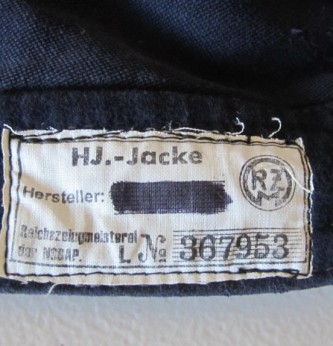 HJ.-Jacke
Hersteller:
RZM
Reichszeugmeisterei
der NSDAP. L № 367953